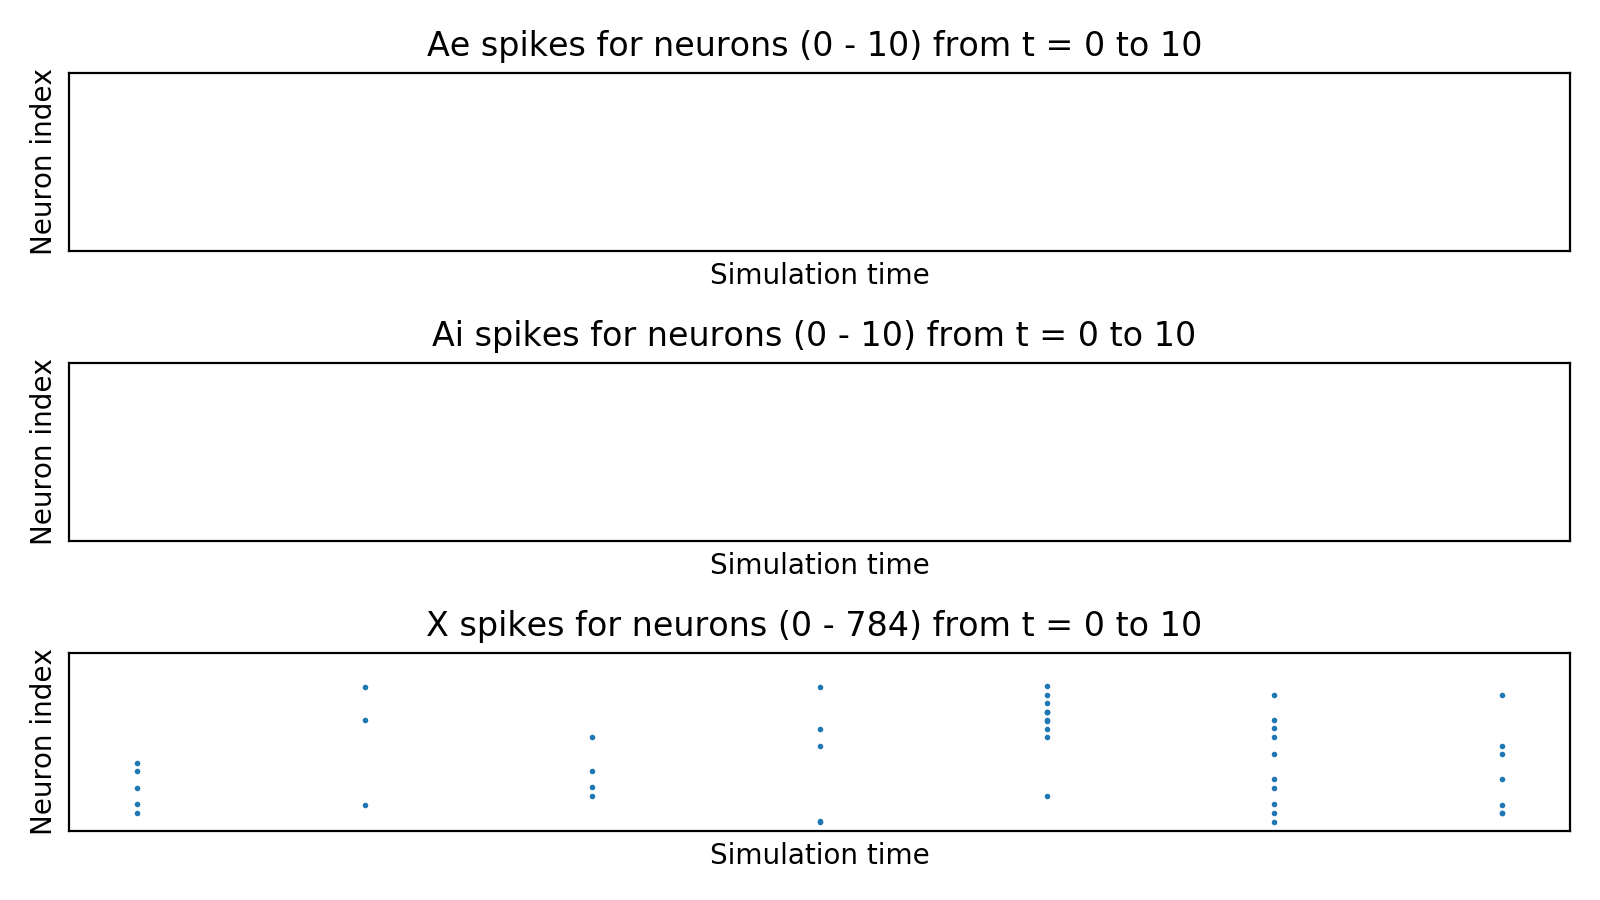 Ae spikes for neurons (0 - 10) from t = 0 to 10
Neuron index
Simulation time
Ai spikes for neurons (0 - 10) from t = 0 to 10
Neuron index
Simulation time
X spikes for neurons (0 - 784) from t = 0 to 10
Neuron index
Simulation time